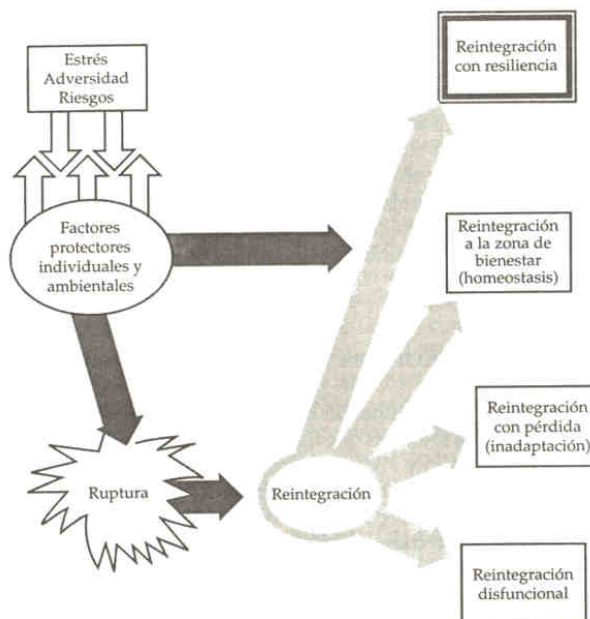 Estrés
Adversidad
Riesgos
Factores
protectores
individuales y
ambientales
Ruptura
Reintegración
Reintegración
con resiliencia
Reintegración
a la zona de
bienestar
(homeostasis)
Reintegración
con pérdida
(inadaptación)
Reintegración
disfuncional